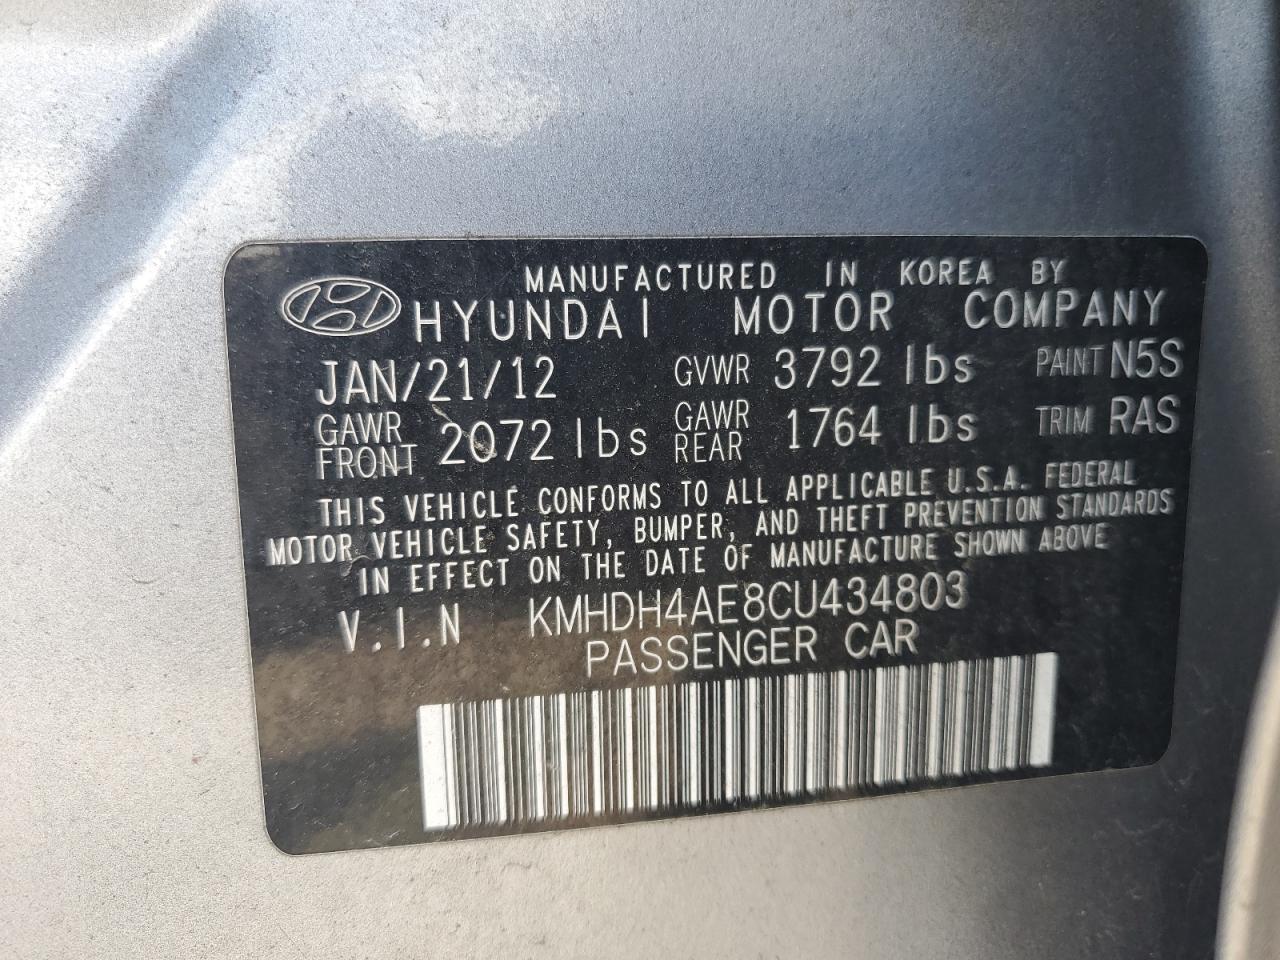 MANUFACTURED IN KOREA BY
HYUNDAI MOTOR COMPANY
JAN/21/12 GVWR 3792 lbs PAINT N5S
GAWR FRONT 2072 lbs GAWR REAR 1764 lbs TRIM RAS
THIS VEHICLE CONFORMS TO ALL APPLICABLE U.S.A. FEDERAL
MOTOR VEHICLE SAFETY, BUMPER, AND THEFT PREVENTION STANDARDS
IN EFFECT ON THE DATE OF MANUFACTURE SHOWN ABOVE
V.I.N KMHDH4AE8CU434803
PASSENGER CAR